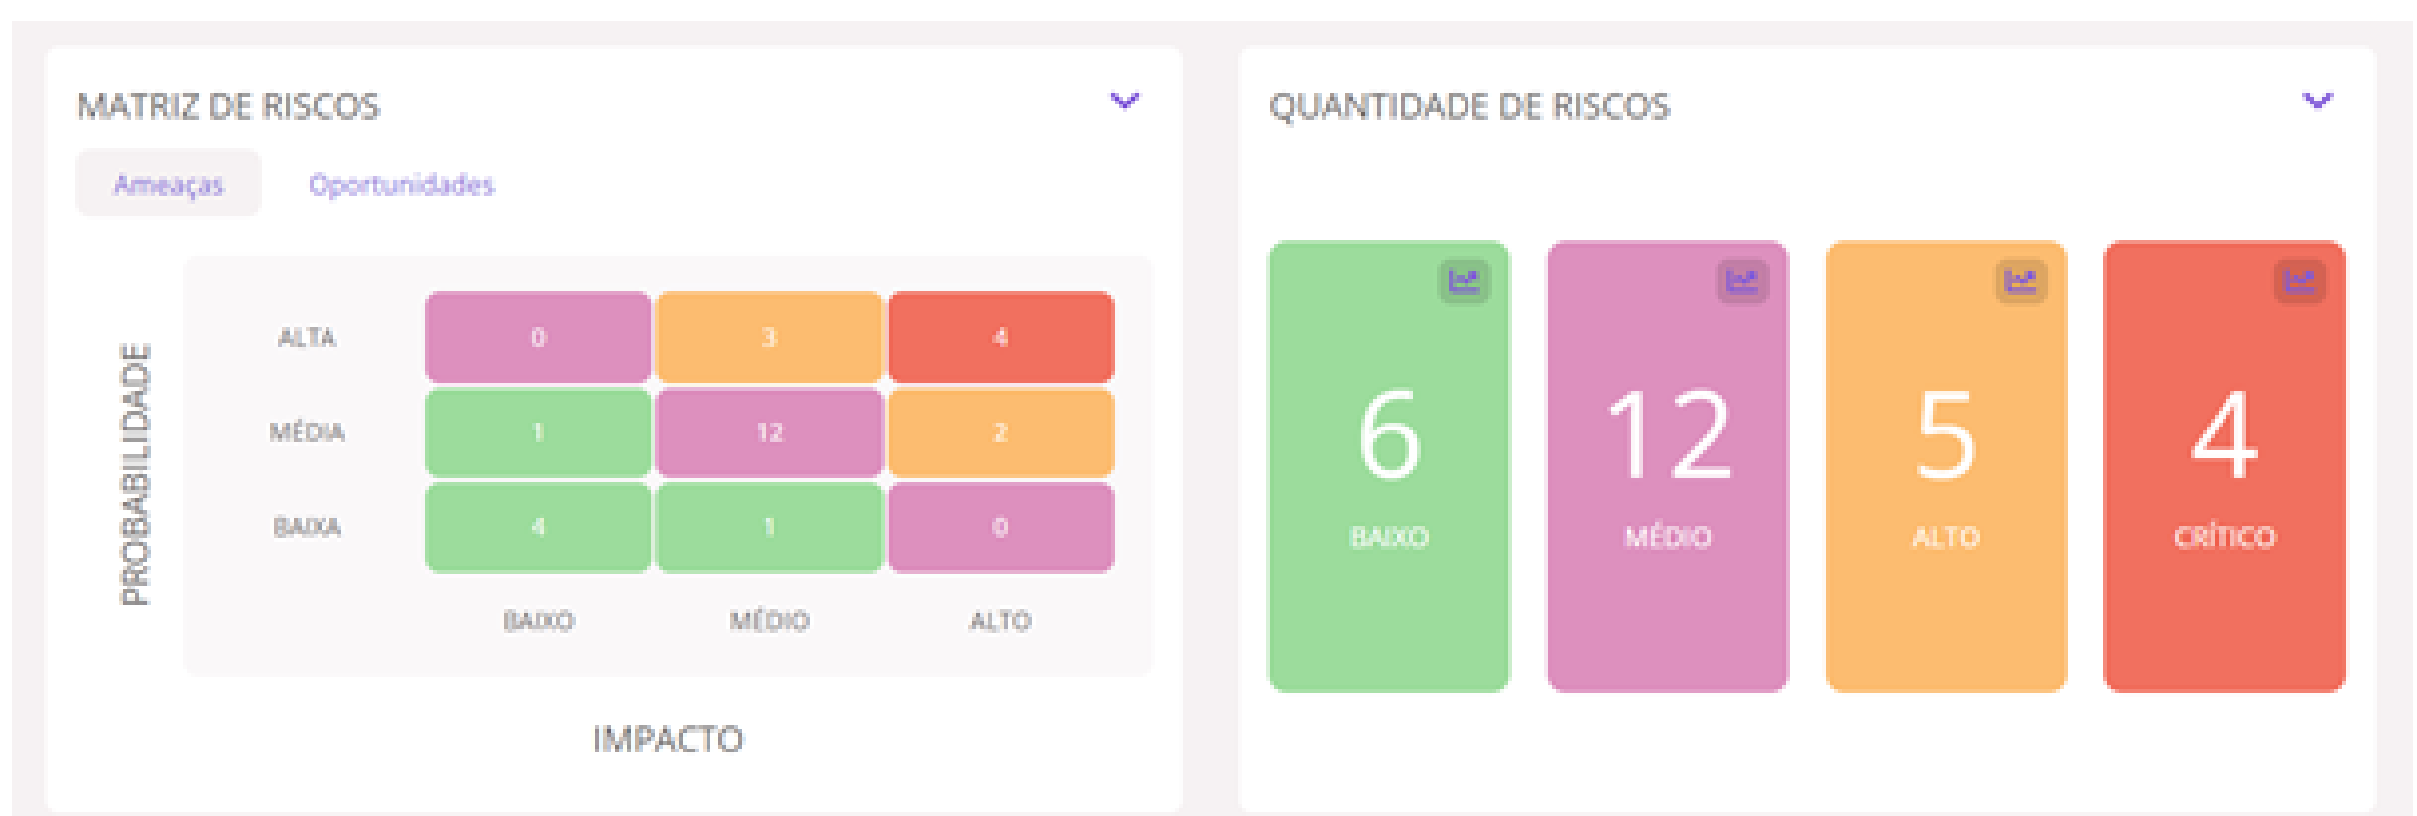 MATRIZ DE RISCOS
Ameaças Oportunidades
PROBABILIDADE
ALTA 0 3 4
MÉDIA 1 12 2
BAIXA 4 1 0
BAIXO MÉDIO ALTO
IMPACTO
QUANTIDADE DE RISCOS
6 12 5 4
BAIXO MÉDIO ALTO CRÍTICO